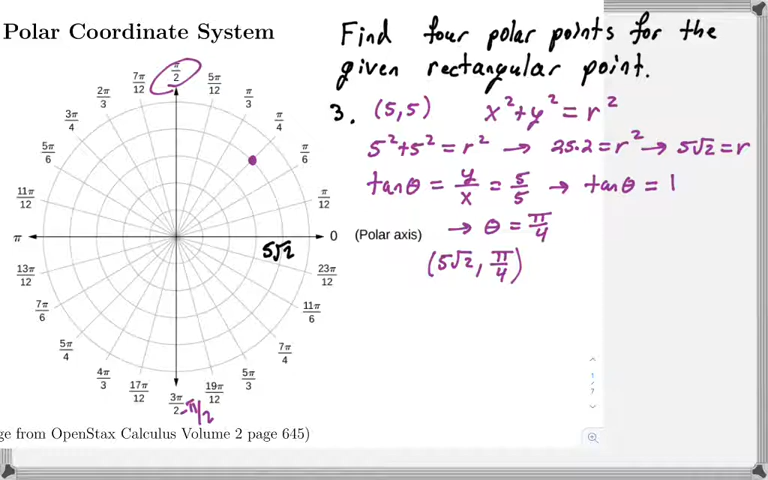 Polar Coordinate System
Find four polar points for the
given rectangular point.
3. (5,5) x²+y²=r²
5²+5²=r² → 25·2=r² → 5√2=r
tanθ = y/x = 5/5 → tanθ = 1
→ θ = π/4
(5√2, π/4)
π/2
7π/12
5π/12
2π/3
π/3
3π/4
π/4
5π/6
π/6
11π/12
π/12
π
0 (Polar axis)
5√2
13π/12
23π/12
7π/6
11π/6
5π/4
7π/4
4π/3
5π/3
17π/12
19π/12
3π/2
-π/2
ge from OpenStax Calculus Volume 2 page 645)